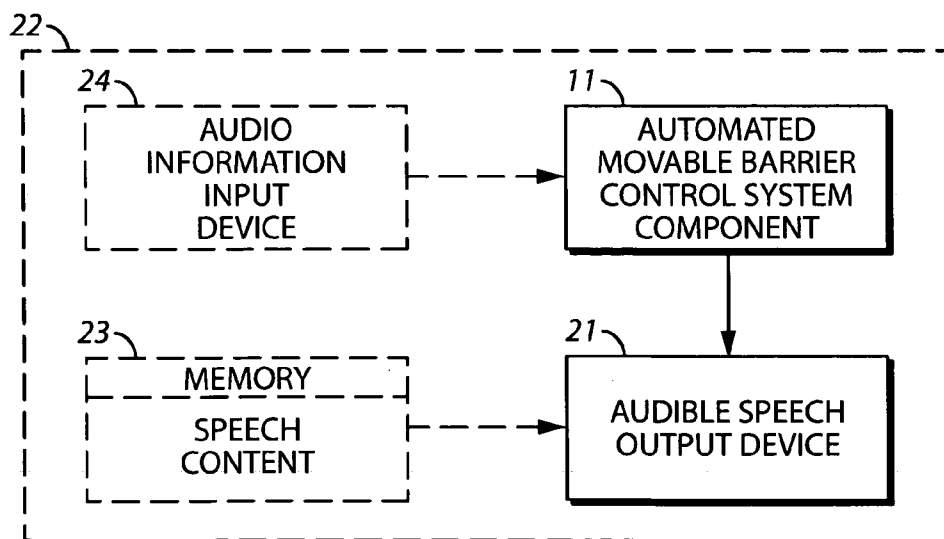 22
24
AUDIO
INFORMATION
INPUT
DEVICE
11
AUTOMATED
MOVABLE BARRIER
CONTROL SYSTEM
COMPONENT
23
MEMORY
SPEECH
CONTENT
21
AUDIBLE SPEECH
OUTPUT DEVICE